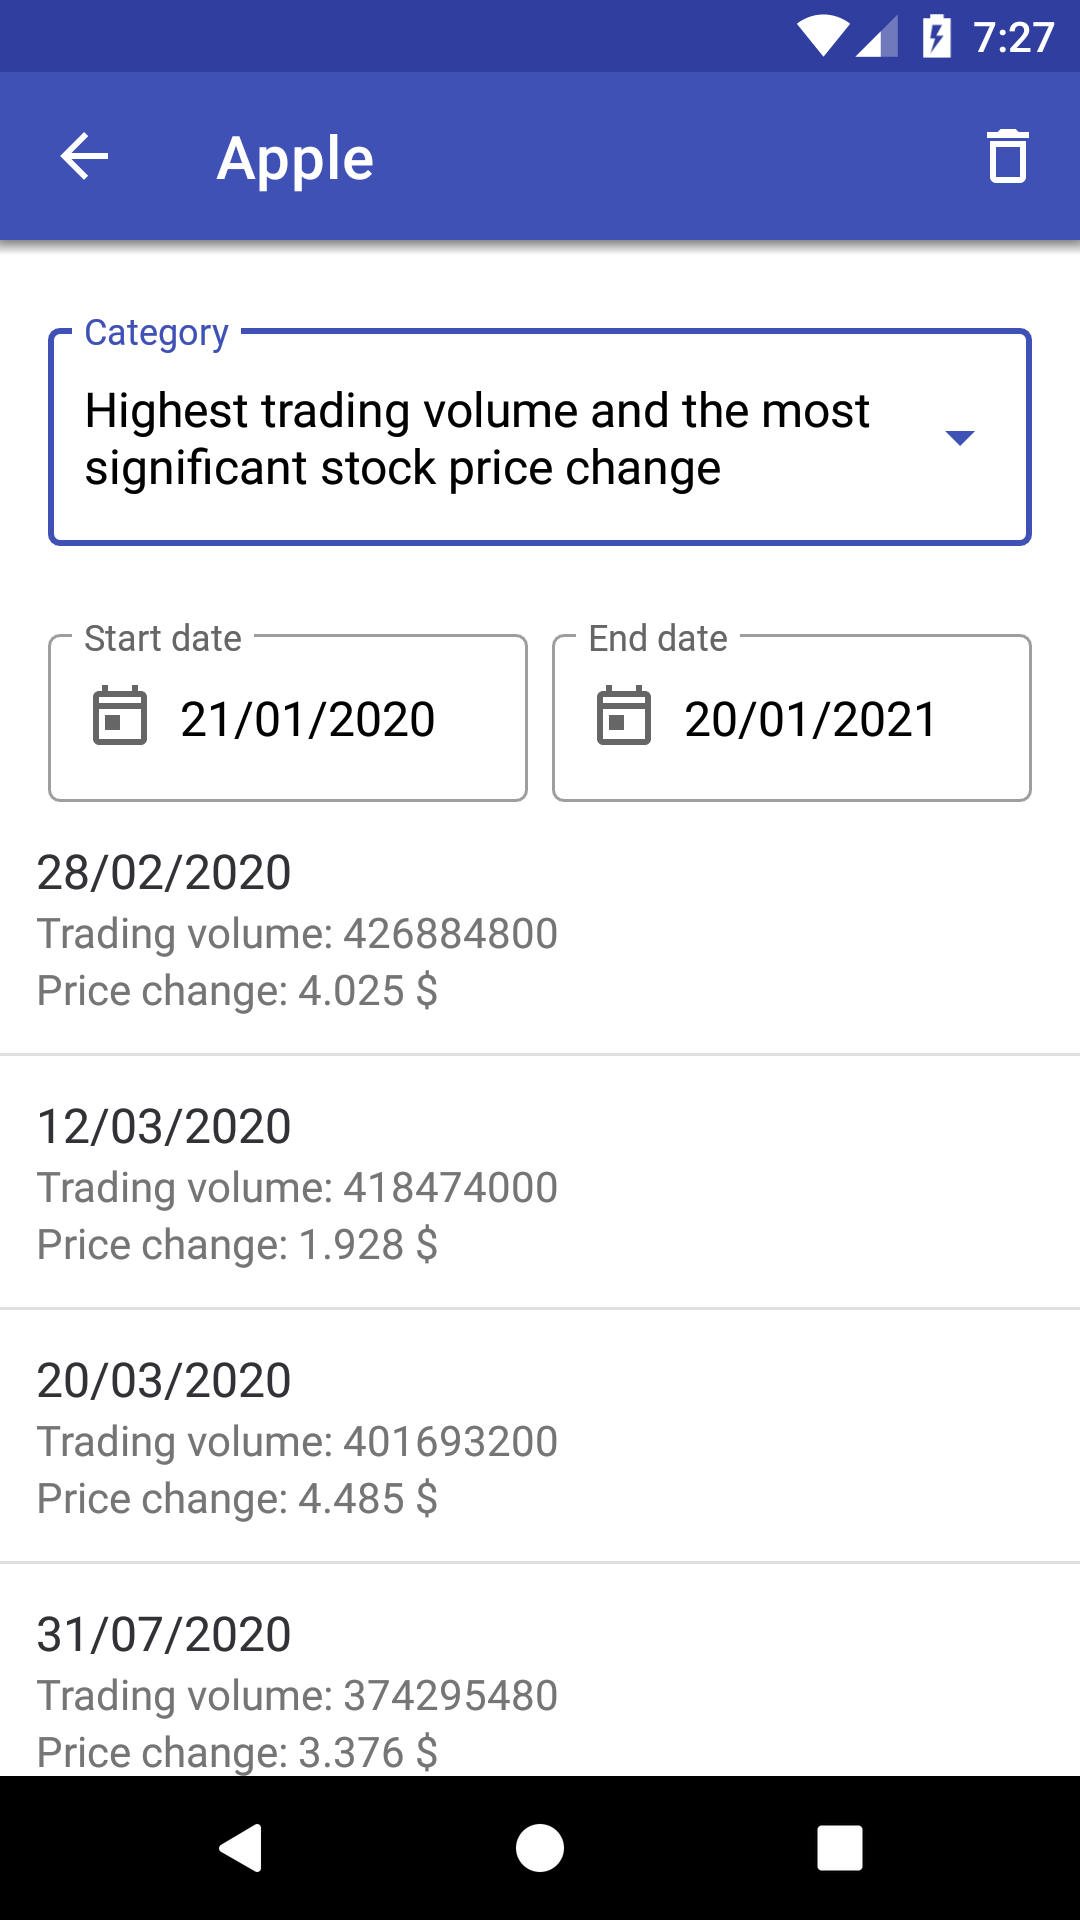 7:27
Apple
Category
Highest trading volume and the most
significant stock price change
Start date
End date
21/01/2020
20/01/2021
28/02/2020
Trading volume: 426884800
Price change: 4.025 $
12/03/2020
Trading volume: 418474000
Price change: 1.928 $
20/03/2020
Trading volume: 401693200
Price change: 4.485 $
31/07/2020
Trading volume: 374295480
Price change: 3.376 $